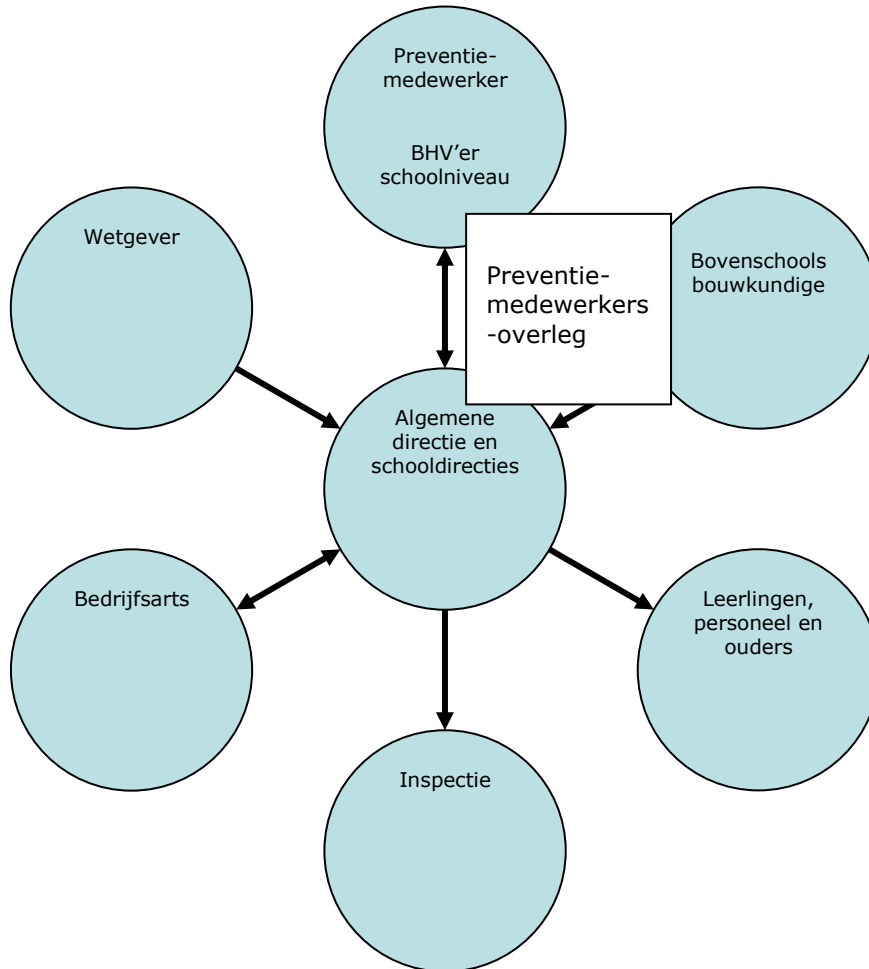 Preventie-
medewerker
BHV'er
schoolniveau
Wetgever
Preventie-
medewerkers
-overleg
Bovenschools
bouwkundige
Algemene
directie en
schooldirecties
Bedrijfsarts
Leerlingen,
personeel en
ouders
Inspectie